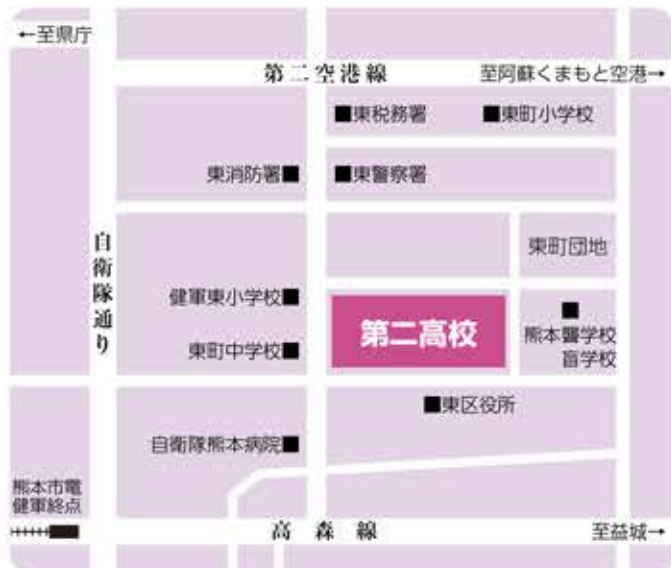 ←至県庁
第二空港線
至阿蘇くまもと空港→
■東税務署
■東町小学校
東消防署■
■東警察署
自衛隊通り
東町団地
健軍東小学校■
第二高校
■
熊本聾学校
盲学校
東町中学校■
■東区役所
自衛隊熊本病院■
熊本市電
健軍終点
高森線
至益城→